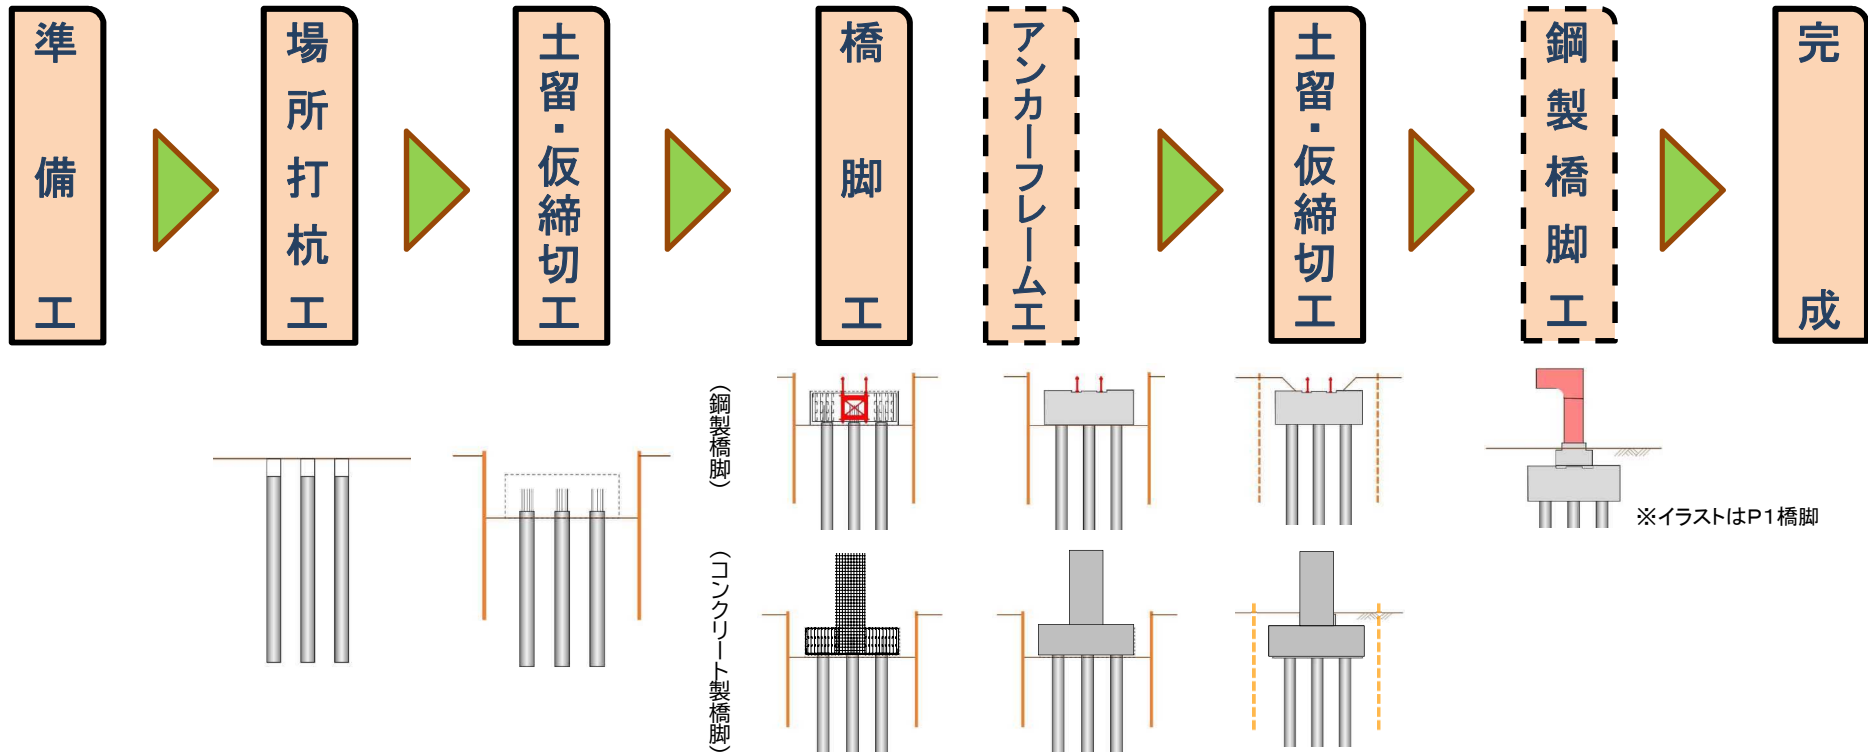 準備工
場所打杭工
土留・仮締切工
橋脚工
アンカーフレーム工
土留・仮締切工
鋼製橋脚工
完成
（鋼製橋脚）
（コンクリート製橋脚）
※イラストはP1橋脚